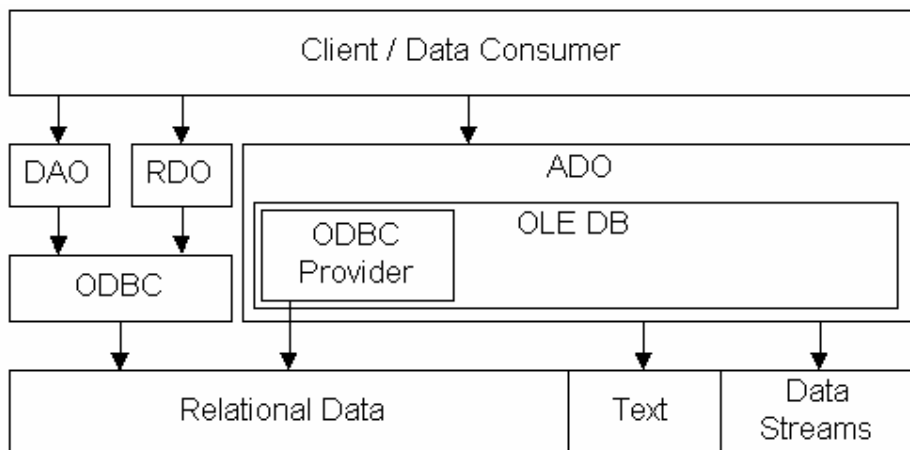 Client / Data Consumer
DAO
RDO
ADO
OLE DB
ODBC
Provider
ODBC
Relational Data
Text
Data
Streams